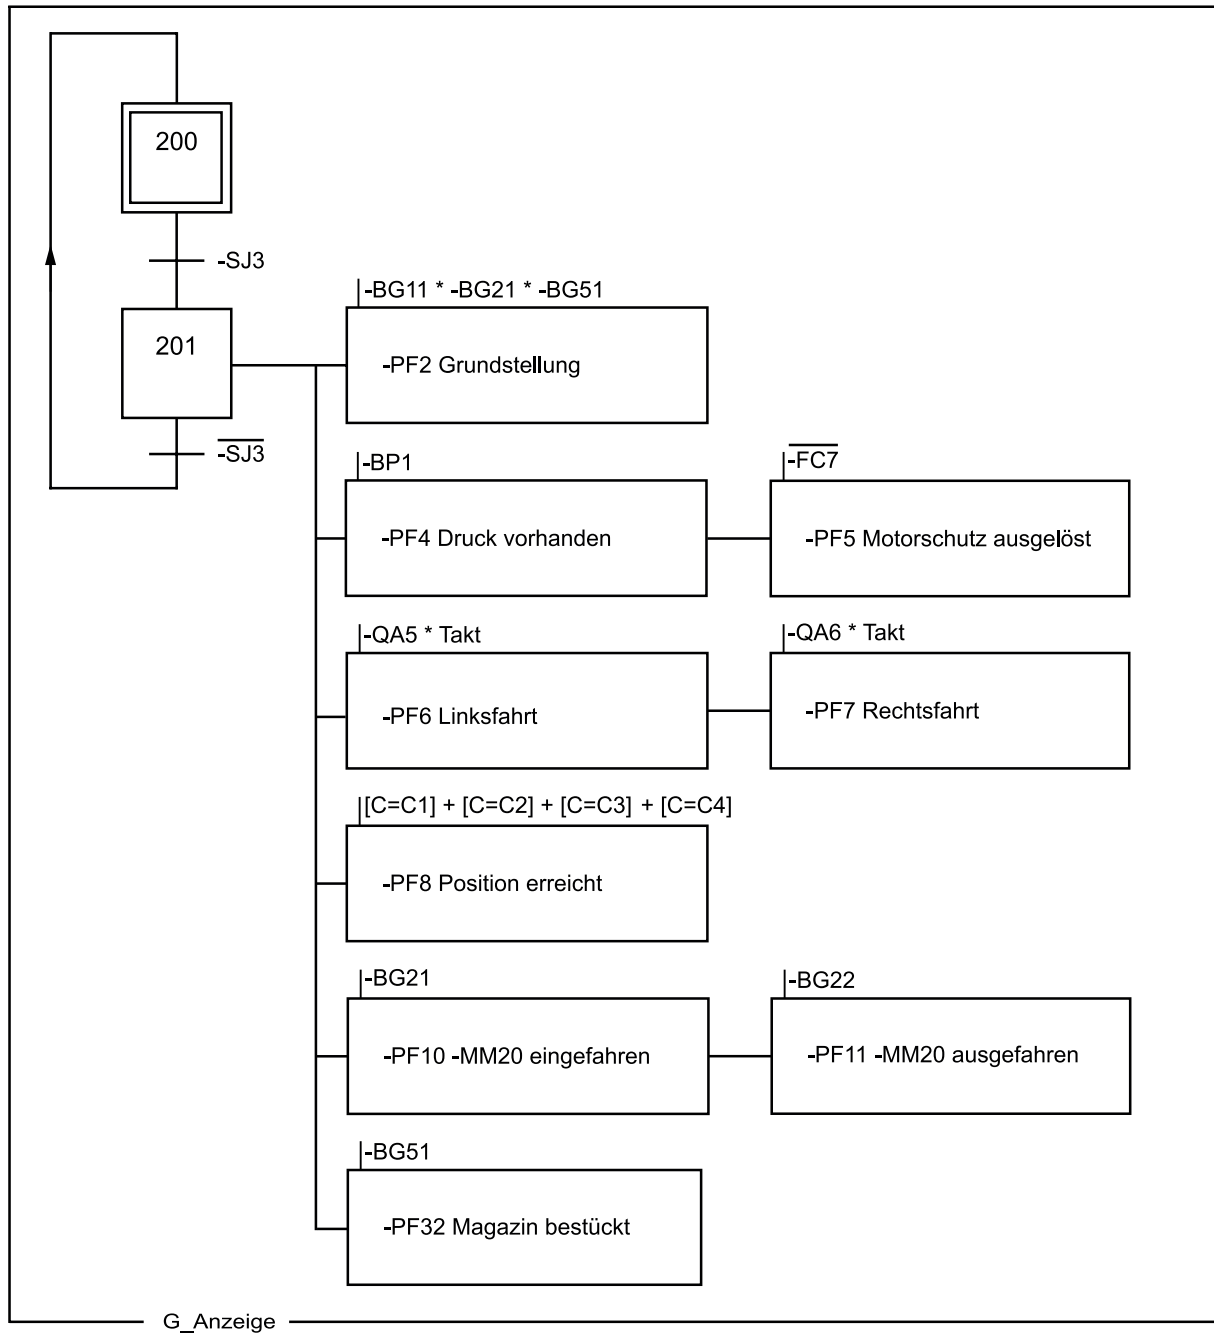 200
-SJ3
-BG11 * -BG21 * -BG51
201
-PF2 Grundstellung
-SJ3
-BP1
-FC7
-PF4 Druck vorhanden
-PF5 Motorschutz ausgelöst
-QA5 * Takt
-QA6 * Takt
-PF6 Linksfahrt
-PF7 Rechtsfahrt
[C=C1] + [C=C2] + [C=C3] + [C=C4]
-PF8 Position erreicht
-BG21
-BG22
-PF10 -MM20 eingefahren
-PF11 -MM20 ausgefahren
-BG51
-PF32 Magazin bestückt
G_Anzeige